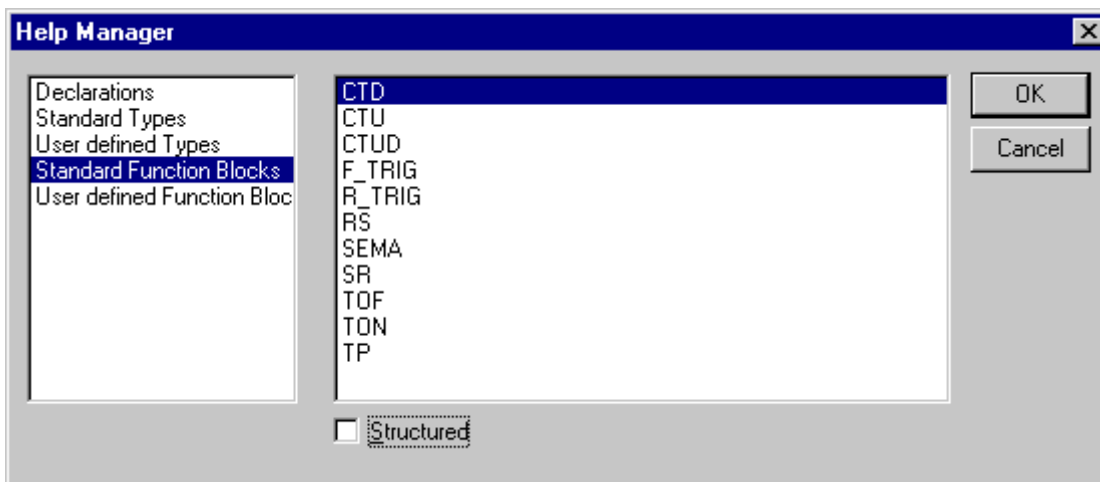 Help Manager
Declarations
Standard Types
User defined Types
Standard Function Blocks
User defined Function Bloc
CTD
CTU
CTUD
F_TRIG
R_TRIG
RS
SEMA
SR
TOF
TON
TP
OK
Cancel
Structured